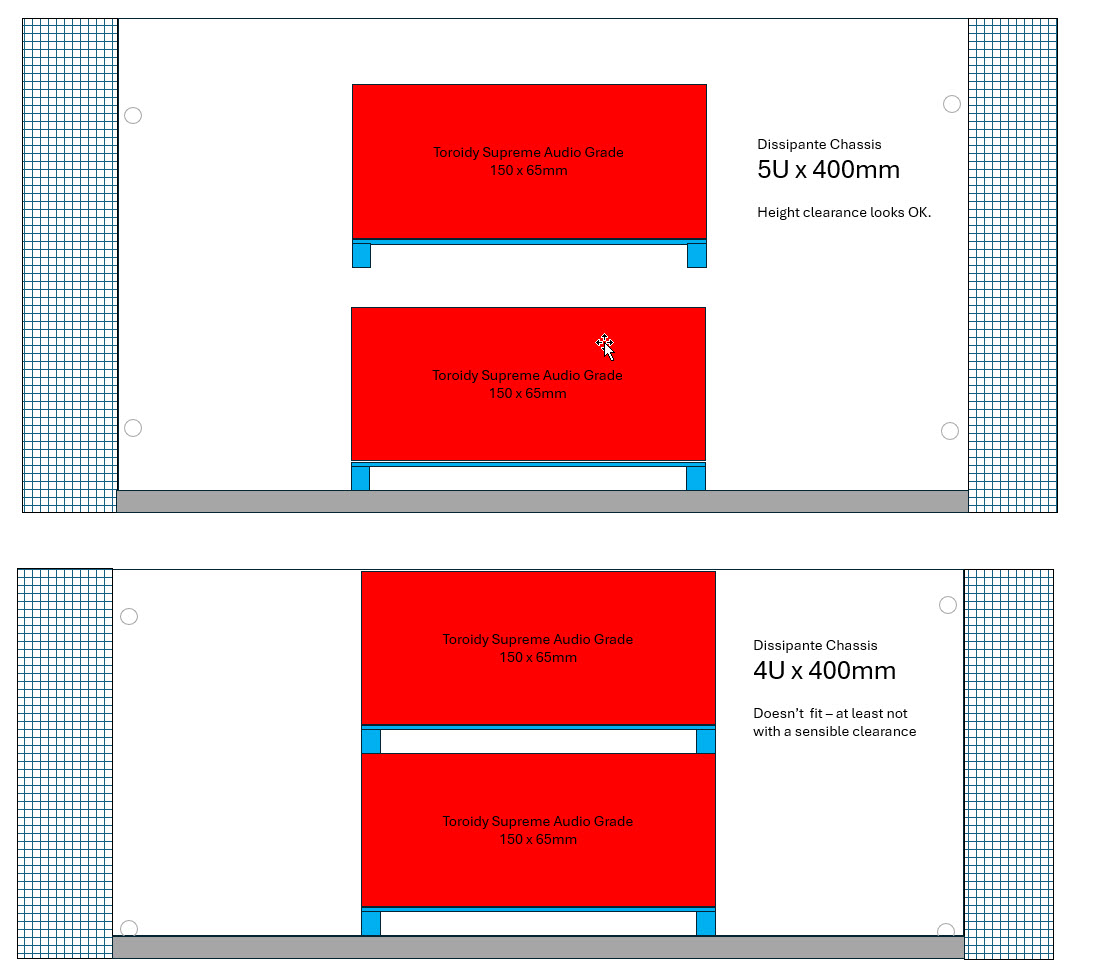 Toroidy Supreme Audio Grade
150 x 65mm
Dissipante Chassis
5U x 400mm
Height clearance looks OK.
Toroidy Supreme Audio Grade
150 x 65mm
Toroidy Supreme Audio Grade
150 x 65mm
Dissipante Chassis
4U x 400mm
Doesn’t  fit – at least not
with a sensible clearance
Toroidy Supreme Audio Grade
150 x 65mm